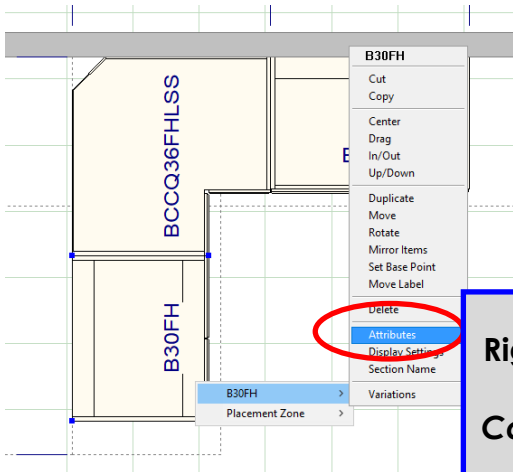 B30FH
Cut
Copy
Center
Drag
In/Out
Up/Down
Duplicate
Move
Rotate
Mirror Items
Set Base Point
Move Label
Delete
Attributes
Display Settings
Section Name
Variations
BCCQ36FHLSS
B30FH
B30FH
Placement Zone